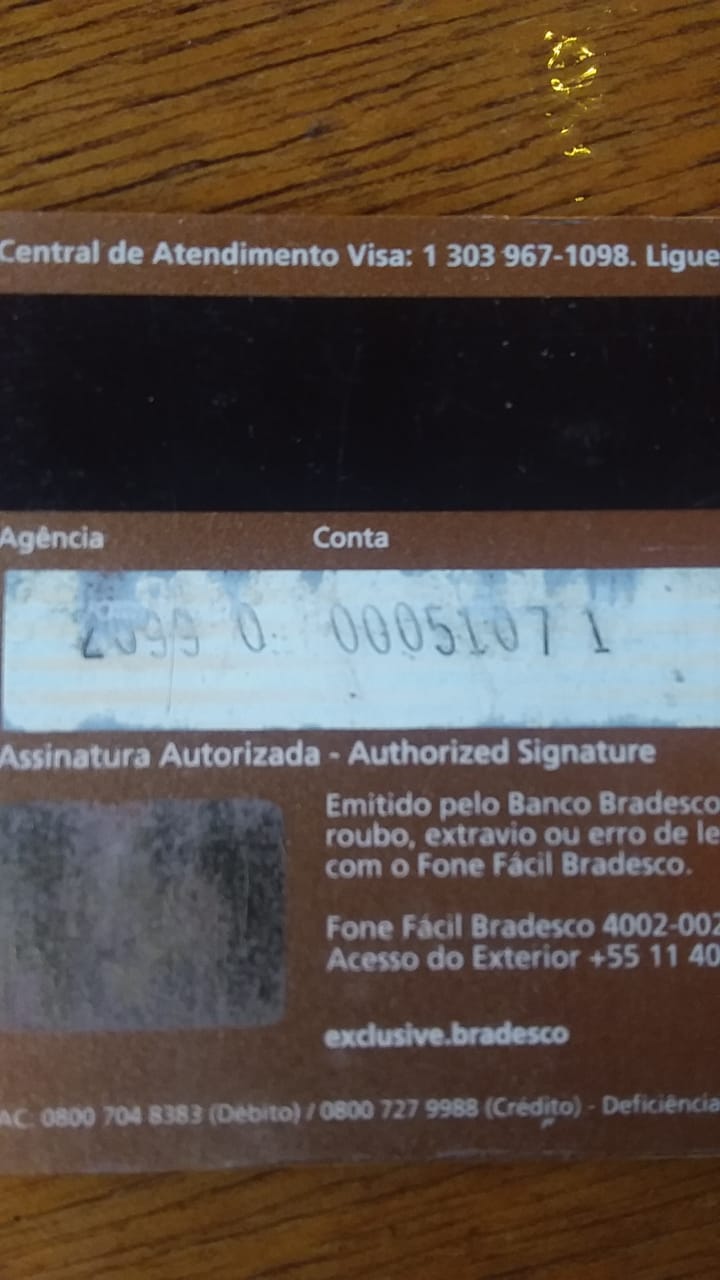 Central de Atendimento Visa: 1 303 967-1098. Ligue
Agência Conta
0 0005107 1
Assinatura Autorizada - Authorized Signature
Emitido pelo Banco Bradesco
roubo, extravio ou erro de le
com o Fone Fácil Bradesco.
Fone Fácil Bradesco 4002-002
Acesso do Exterior +55 11 40
exclusive.bradesco
AC 0800 704 8383 (Débito) / 0800 727 9988 (Crédito) - Deficiência